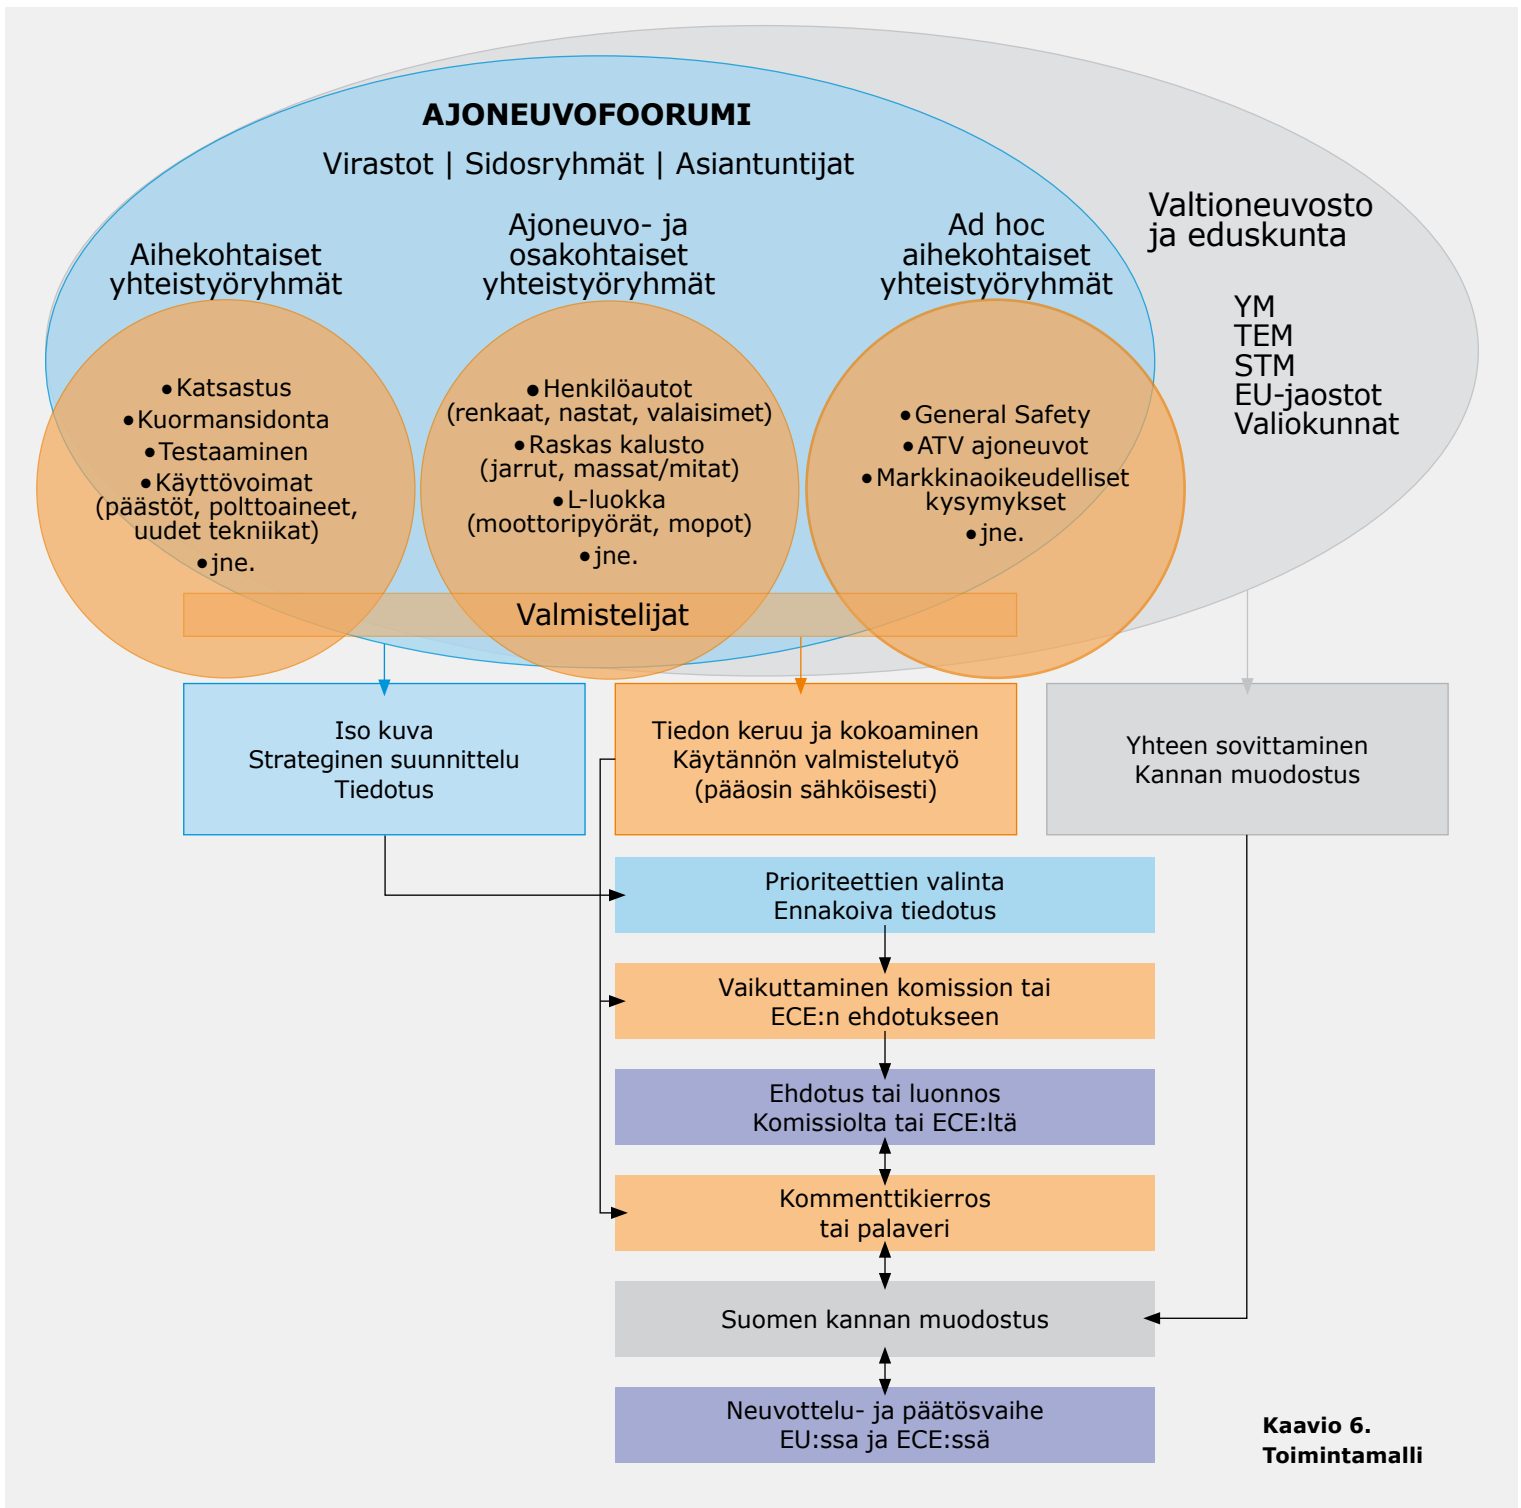 AJONEUVOFOORUMI
Virastot | Sidosryhmät | Asiantuntijat
Aihekohtaiset
yhteistyöryhmät
Ajoneuvo- ja
osakohtaiset
yhteistyöryhmät
Ad hoc
aihekohtaiset
yhteistyöryhmät
Valtioneuvosto
ja eduskunta
YM
TEM
STM
EU-jaostot
Valiokunnat
•Katsastus
•Kuormansidonta
•Testaaminen
•Käyttövoimat
(päästöt, polttoaineet,
uudet tekniikat)
•jne.
•Henkilöautot
(renkaat, nastat, valaisimet)
•Raskas kalusto
(jarrut, massat/mitat)
•L-luokka
(moottoripyörät, mopot)
•jne.
•General Safety
•ATV ajoneuvot
•Markkinaoikeudelliset
kysymykset
•jne.
Valmistelijat
Iso kuva
Strateginen suunnittelu
Tiedotus
Tiedon keruu ja kokoaminen
Käytännön valmistelutyö
(pääosin sähköisesti)
Yhteen sovittaminen
Kannan muodostus
Prioriteettien valinta
Ennakoiva tiedotus
Vaikuttaminen komission tai
ECE:n ehdotukseen
Ehdotus tai luonnos
Komissiolta tai ECE:ltä
Kommenttikierros
tai palaveri
Suomen kannan muodostus
Neuvottelu- ja päätösvaihe
EU:ssa ja ECE:ssä
Kaavio 6.
Toimintamalli